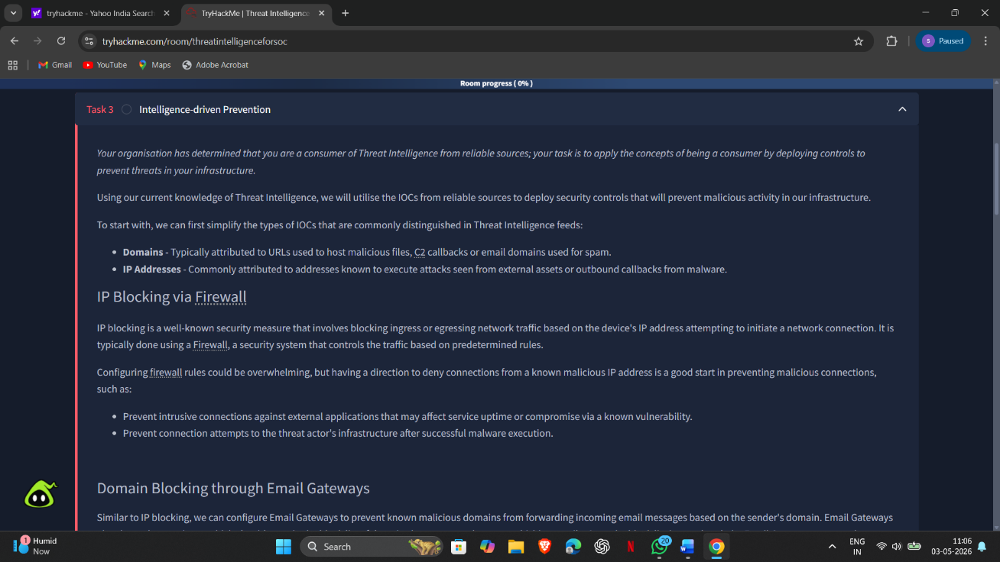 tryhackme - Yahoo India Search
TryHackMe | Threat Intelligence
tryhackme.com/room/threatintelligenceforsoc
S Paused
Gmail
YouTube
Maps
Adobe Acrobat
Room progress ( 0% )
Task 3 Intelligence-driven Prevention
Your organisation has determined that you are a consumer of Threat Intelligence from reliable sources; your task is to apply the concepts of being a consumer by deploying controls to
prevent threats in your infrastructure.
Using our current knowledge of Threat Intelligence, we will utilise the IOCs from reliable sources to deploy security controls that will prevent malicious activity in our infrastructure.
To start with, we can first simplify the types of IOCs that are commonly distinguished in Threat Intelligence feeds:
• Domains - Typically attributed to URLs used to host malicious files, C2 callbacks or email domains used for spam.
• IP Addresses - Commonly attributed to addresses known to execute attacks seen from external assets or outbound callbacks from malware.
IP Blocking via Firewall
IP blocking is a well-known security measure that involves blocking ingress or egressing network traffic based on the device's IP address attempting to initiate a network connection. It is
typically done using a Firewall, a security system that controls the traffic based on predetermined rules.
Configuring firewall rules could be overwhelming, but having a direction to deny connections from a known malicious IP address is a good start in preventing malicious connections,
such as:
• Prevent intrusive connections against external applications that may affect service uptime or compromise via a known vulnerability.
• Prevent connection attempts to the threat actor's infrastructure after successful malware execution.
Domain Blocking through Email Gateways
Similar to IP blocking, we can configure Email Gateways to prevent known malicious domains from forwarding incoming email messages based on the sender's domain. Email Gateways
1
Humid
Now
Search
20
ENG
IN
11:06
03-05-2026